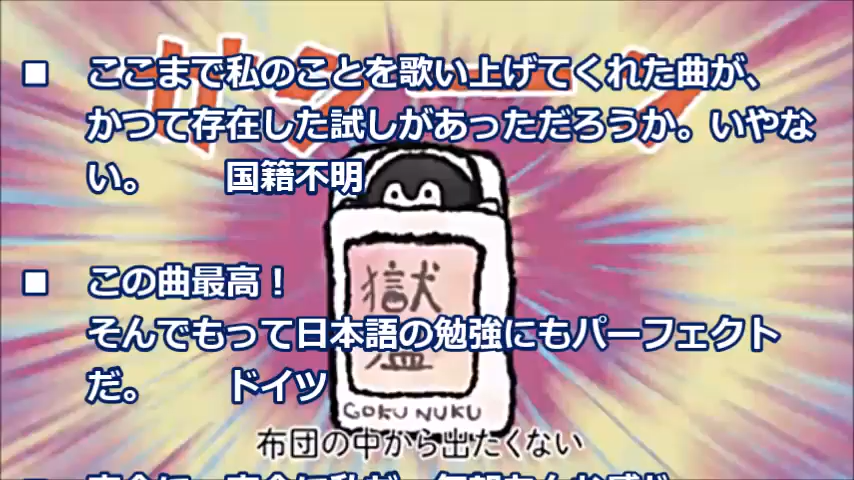 ■ ここまで私のことを歌い上げてくれた曲が、
かつて存在した試しがあっただろうか。いやな
い。 国籍不明
■ この曲最高！
そんでもって日本語の勉強にもパーフェクト
だ。 ドイツ
獄
温
GOKU NUKU
布団の中から出たくない